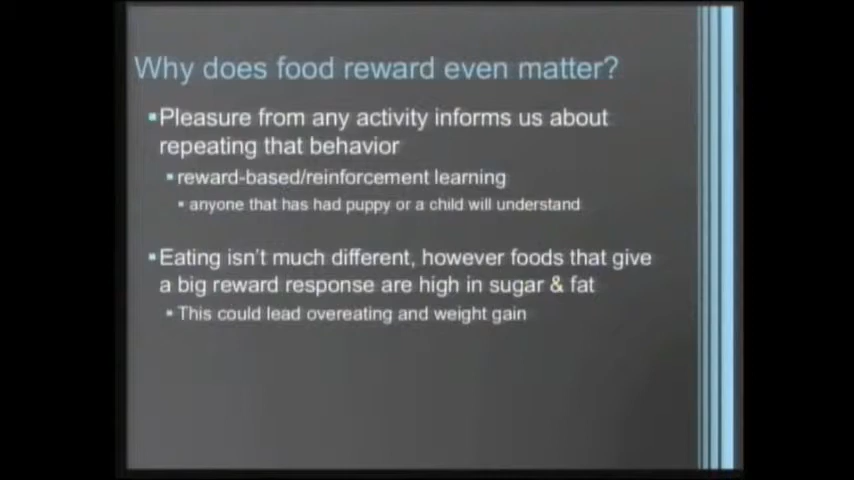 Why does food reward even matter?
▪Pleasure from any activity informs us about
repeating that behavior
▪reward-based/reinforcement learning
▪anyone that has had puppy or a child will understand
▪Eating isn't much different, however foods that give
a big reward response are high in sugar & fat
▪This could lead overeating and weight gain